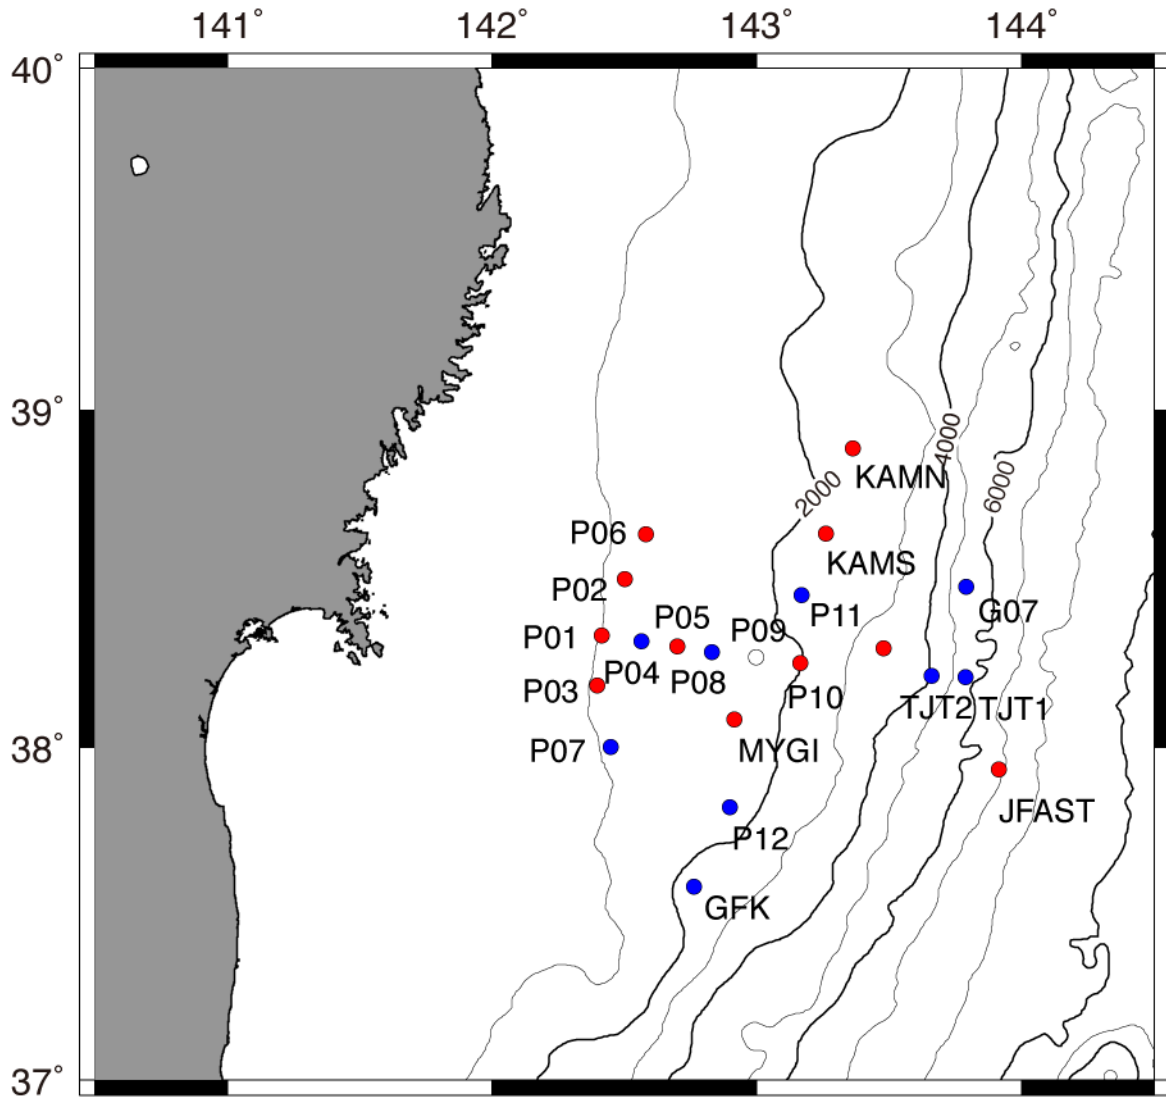 141° 142° 143° 144°
40°
39°
4000
KAMN
6000
2000
P06
KAMS
P02
P05 P11 G07
P09
P01
P04 P08
P03 P10
TJT2 TJT1
38° P07 MYGI
JFAST
P12
GFK
37°